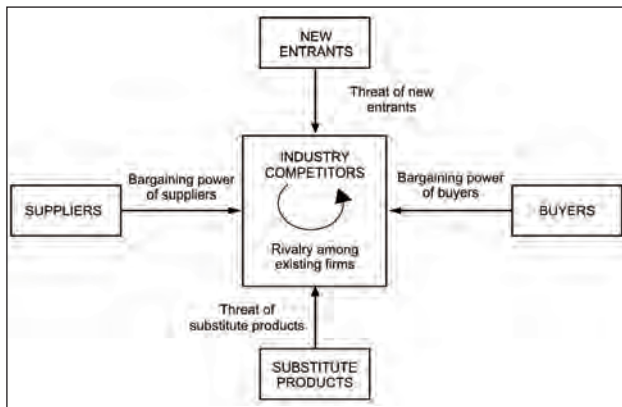 NEW
ENTRANTS
Threat of new
entrants
INDUSTRY
COMPETITORS
Bargaining power
of suppliers
Bargaining power
of buyers
SUPPLIERS
BUYERS
Rivalry among
existing firms
Threat of
substitute products
SUBSTITUTE
PRODUCTS